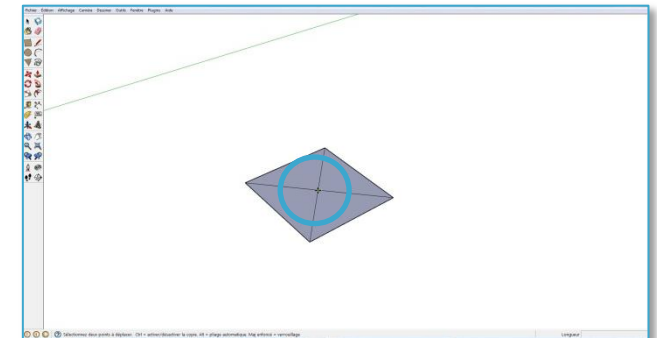 Fichier Édition Affichage Caméra Dessiner Outils Fenêtre Plugins Aide
Sélectionnez deux points à déplacer. Ctrl = activer/désactiver la copie, Alt = pliage automatique, Maj enfoncé = verrouillage
Longueur